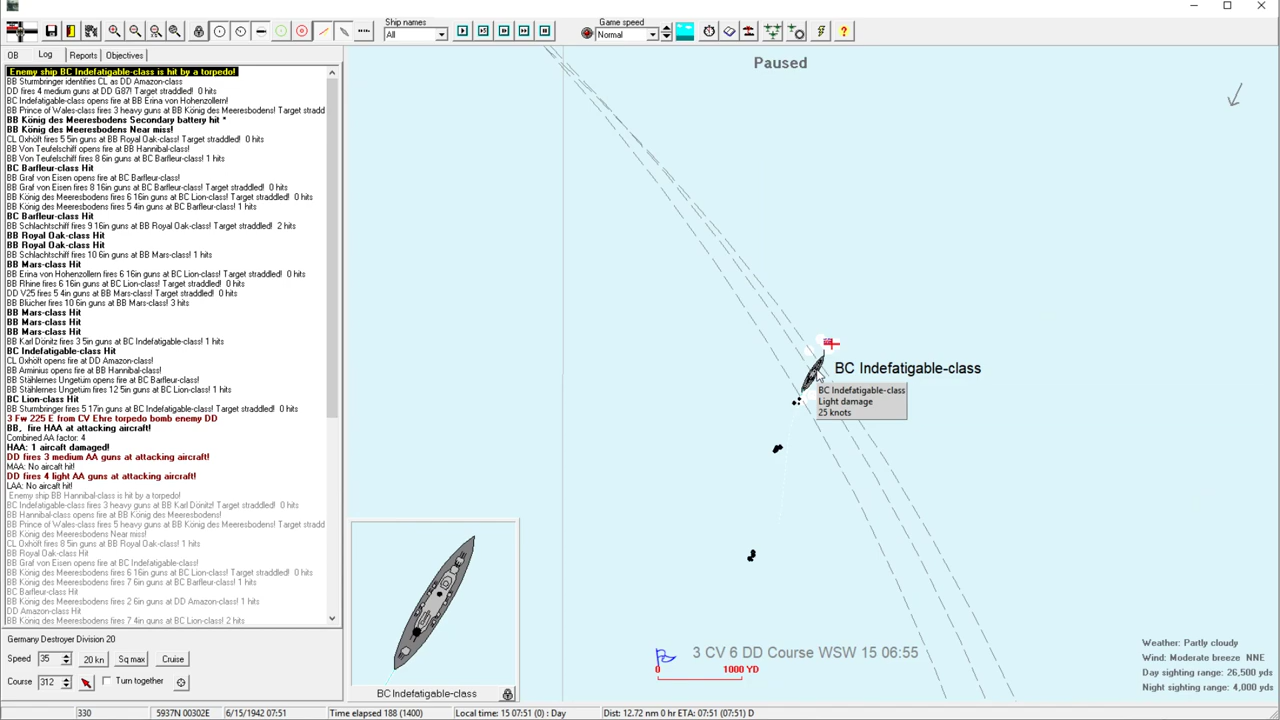 Ship names
All
Game speed
Normal
OB Log Reports Objectives
Enemy ship BC Indefatigable-class is hit by a torpedo!
BB Sturmbringer identifies CL as DD Amazon-class
DD fires 4 medium guns at DD G87! Target straddled! 0 hits
BC Indefatigable-class opens fire at BB Erina von Hohenzollern!
BB Prince of Wales-class fires 3 heavy guns at BB König des Meeresbodens! Target stradd
BB König des Meeresbodens Secondary battery hit *
BB König des Meeresbodens Near miss!
CL Oxhöft fires 5 5in guns at BB Royal Oak-class! Target straddled! 0 hits
BB Von Teufelschiff opens fire at BB Hannibal-class!
BB Von Teufelschiff fires 8 6in guns at BC Barfleur-class! 1 hits
BC Barfleur-class Hit
BB Graf von Eisen opens fire at BC Barfleur-class!
BB Graf von Eisen fires 8 16in guns at BC Barfleur-class! Target straddled! 0 hits
BB König des Meeresbodens fires 6 16in guns at BC Lion-class! Target straddled! 0 hits
BB König des Meeresbodens fires 5 4in guns at BC Barfleur-class! 1 hits
BC Barfleur-class Hit
BB Schlachtschiff fires 9 16in guns at BB Royal Oak-class! Target straddled! 2 hits
BB Royal Oak-class Hit
BB Royal Oak-class Hit
BB Schlachtschiff fires 10 6in guns at BB Mars-class! 1 hits
BB Mars-class Hit
BB Erina von Hohenzollern fires 6 16in guns at BC Lion-class! Target straddled! 0 hits
BB Rhine fires 6 16in guns at BC Lion-class! Target straddled! 0 hits
DD V25 fires 5 4in guns at BB Mars-class! Target straddled! 0 hits
BB Blücher fires 10 6in guns at BB Mars-class! 3 hits
BB Mars-class Hit
BB Mars-class Hit
BB Mars-class Hit
BB Karl Dönitz fires 3 5in guns at BC Indefatigable-class! 1 hits
BC Indefatigable-class Hit
CL Oxhöft opens fire at DD Amazon-class!
BB Arminius opens fire at BB Hannibal-class!
BB Stählernes Ungetüm opens fire at BC Barfleur-class!
BB Stählernes Ungetüm fires 12 5in guns at BC Lion-class! 1 hits
BC Lion-class Hit
BB Sturmbringer fires 5 17in guns at BC Indefatigable-class! Target straddled! 0 hits
3 Fw 225 E from CV Ehre torpedo bomb enemy DD
BB, fire HAA at attacking aircraft!
Combined AA factor: 4
HAA: 1 aircaft damaged!
DD fires 3 medium AA guns at attacking aircraft!
MAA: No aircaft hit!
DD fires 4 light AA guns at attacking aircraft!
LAA: No aircaft hit!
Enemy ship BB Hannibal-class is hit by a torpedo!
BC Indefatigable-class fires 3 heavy guns at BB Karl Dönitz! Target straddled! 0 hits
BB Hannibal-class opens fire at BB König des Meeresbodens!
BB Prince of Wales-class fires 5 heavy guns at BB König des Meeresbodens! Target stradd
BB König des Meeresbodens Near miss!
CL Oxhöft fires 8 5in guns at BB Royal Oak-class! 1 hits
BB Royal Oak-class Hit
BB Graf von Eisen opens fire at BC Indefatigable-class!
BB König des Meeresbodens fires 6 16in guns at BC Lion-class! Target straddled! 0 hits
BB König des Meeresbodens fires 7 6in guns at BC Barfleur-class! 1 hits
BC Barfleur-class Hit
BB König des Meeresbodens fires 2 6in guns at DD Amazon-class! 1 hits
DD Amazon-class Hit
BB König des Meeresbodens fires 7 4in guns at BC Lion-class! 2 hits
Germany Destroyer Division 20
Speed 35 20 kn Sq max Cruise
Course 312 Turn together
Paused
BC Indefatigable-class
BC Indefatigable-class
Light damage
25 knots
BC Indefatigable-class
3 CV 6 DD Course WSW 15 06:55
0 1000 YD
Weather: Partly cloudy
Wind: Moderate breeze NNE
Day sighting range: 26,500 yds
Night sighting range: 4,000 yds
330 5937N 00302E 6/15/1942 07:51 Time elapsed 188 (1400) Local time: 15 07:51 (0) : Day Dist: 12.72 nm 0 hr ETA: 07:51 (07:51) D